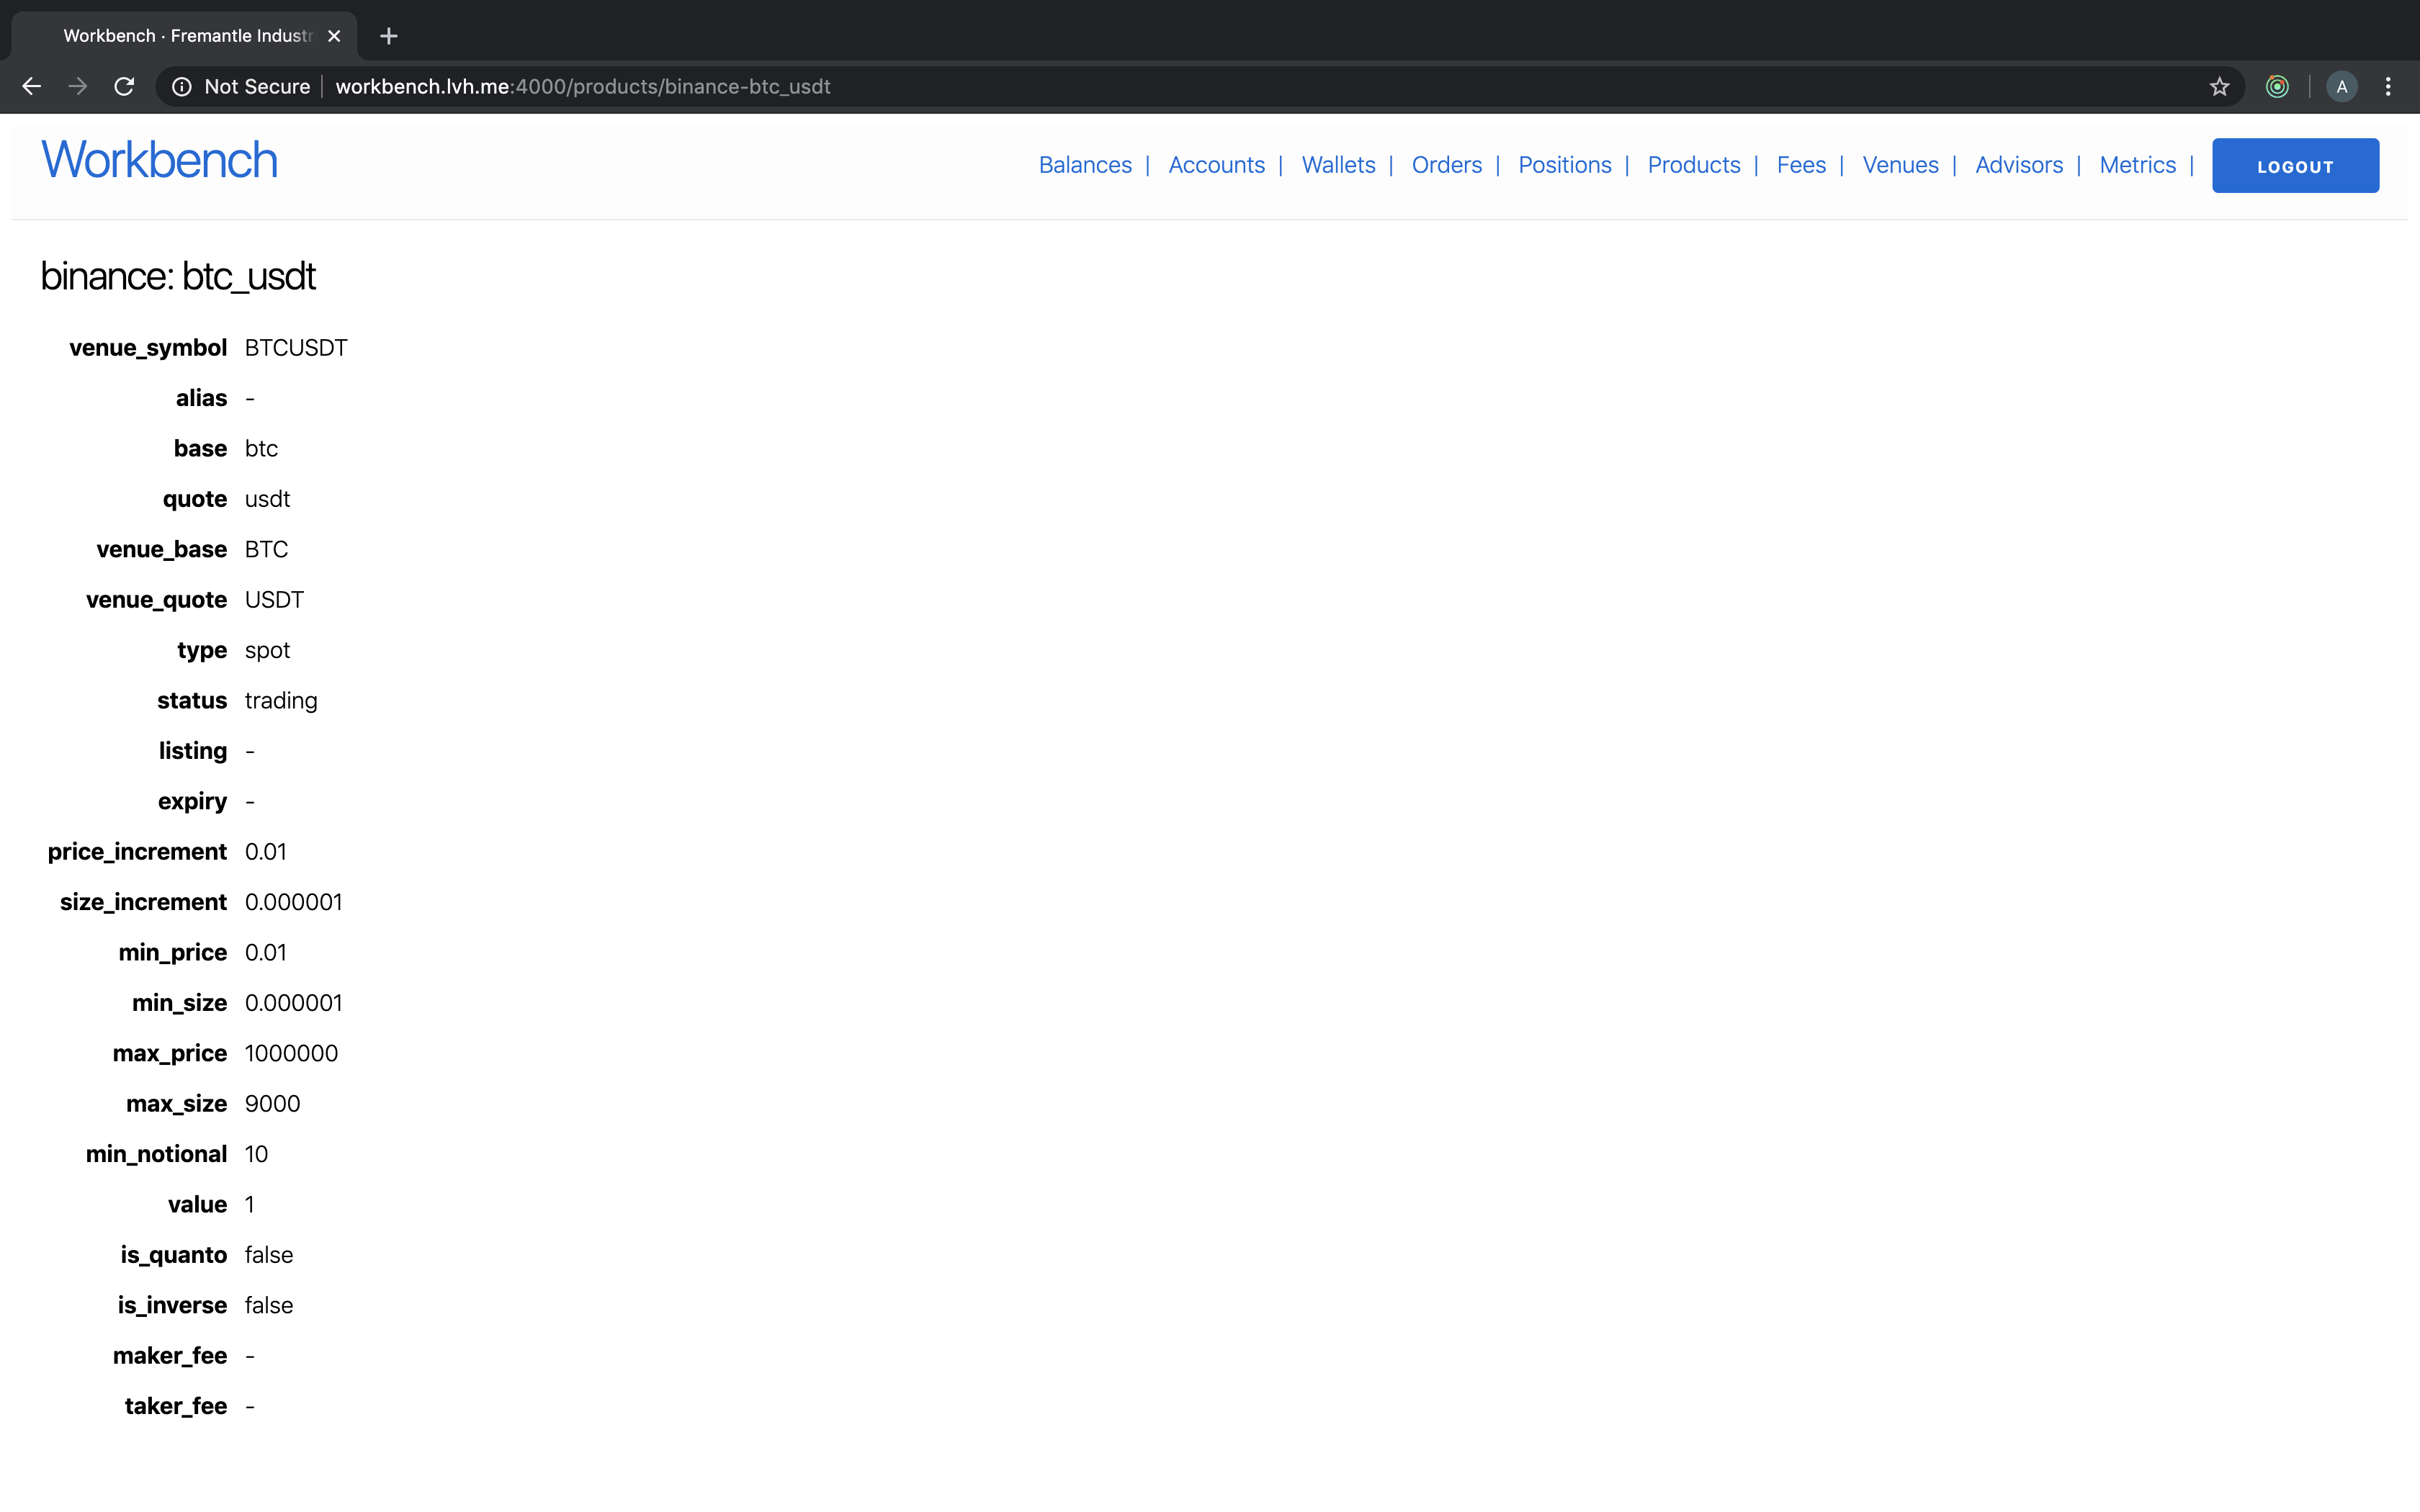 Workbench · Fremantle Industr
Not Secure | workbench.lvh.me:4000/products/binance-btc_usdt
A
Workbench
Balances | Accounts | Wallets | Orders | Positions | Products | Fees | Venues | Advisors | Metrics | LOGOUT
binance: btc_usdt
venue_symbol BTCUSDT
alias -
base btc
quote usdt
venue_base BTC
venue_quote USDT
type spot
status trading
listing -
expiry -
price_increment 0.01
size_increment 0.000001
min_price 0.01
min_size 0.000001
max_price 1000000
max_size 9000
min_notional 10
value 1
is_quanto false
is_inverse false
maker_fee -
taker_fee -